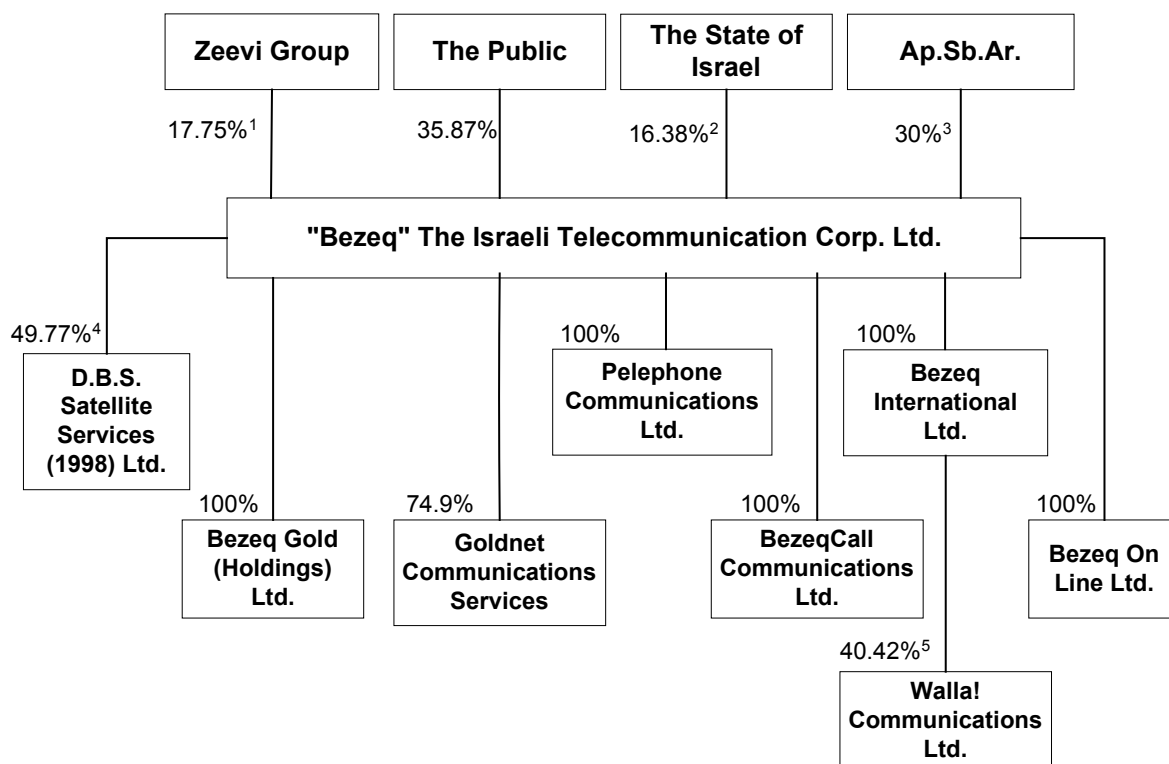 Zeevi Group
The Public
The State of
Israel
Ap.Sb.Ar.
17.75%¹
35.87%
16.38%²
30%³
"Bezeq" The Israeli Telecommunication Corp. Ltd.
49.77%⁴
100%
100%
D.B.S.
Satellite
Services
(1998) Ltd.
Pelephone
Communications
Ltd.
Bezeq
International
Ltd.
100%
74.9%
100%
100%
Bezeq Gold
(Holdings)
Ltd.
Goldnet
Communications
Services
BezeqCall
Communications
Ltd.
Bezeq On
Line Ltd.
40.42%⁵
Walla!
Communications
Ltd.